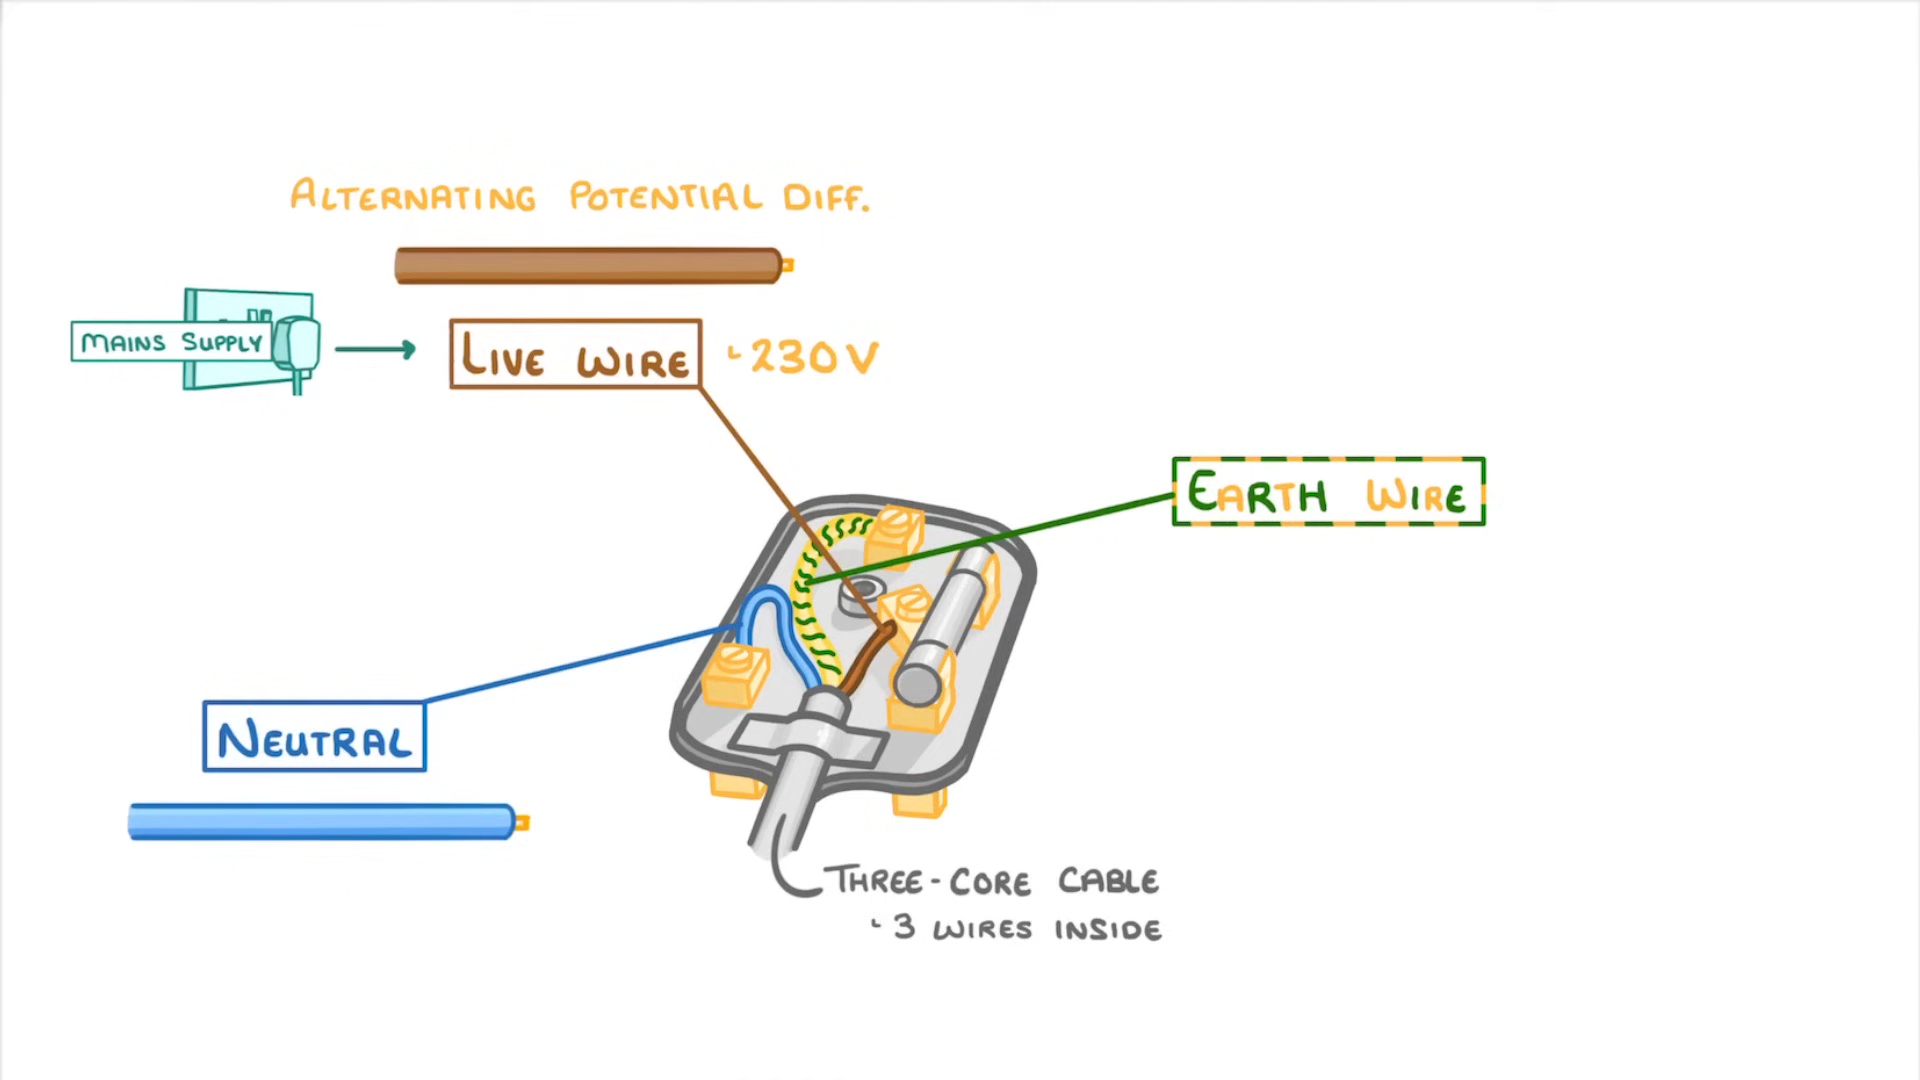 ALTERNATING POTENTIAL DIFF.
MAINS SUPPLY
LIVE WIRE
230V
EARTH WIRE
NEUTRAL
THREE-CORE CABLE
3 WIRES INSIDE